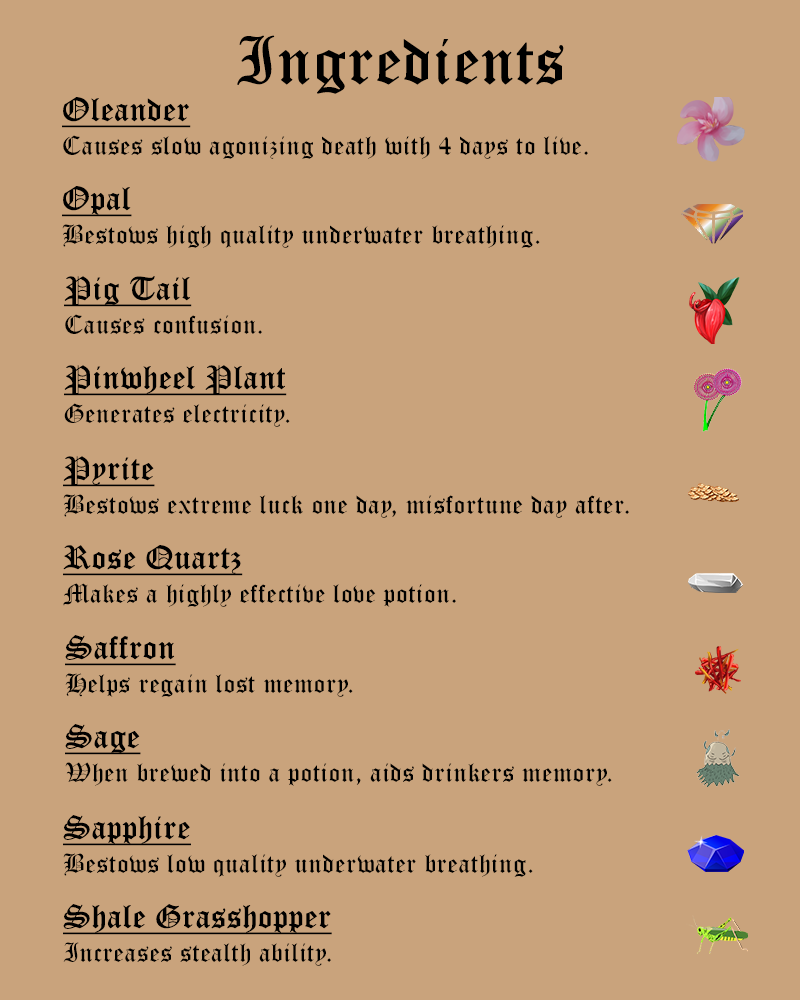 Ingredients
Oleander
Causes slow agonizing death with 4 days to live.
Opal
Bestows high quality underwater breathing.
Pig Tail
Causes confusion.
Pinwheel Plant
Generates electricity.
Pyrite
Bestows extreme luck one day, misfortune day after.
Rose Quartz
Makes a highly effective love potion.
Saffron
Helps regain lost memory.
Sage
When brewed into a potion, aids drinkers memory.
Sapphire
Bestows low quality underwater breathing.
Shale Grasshopper
Increases stealth ability.